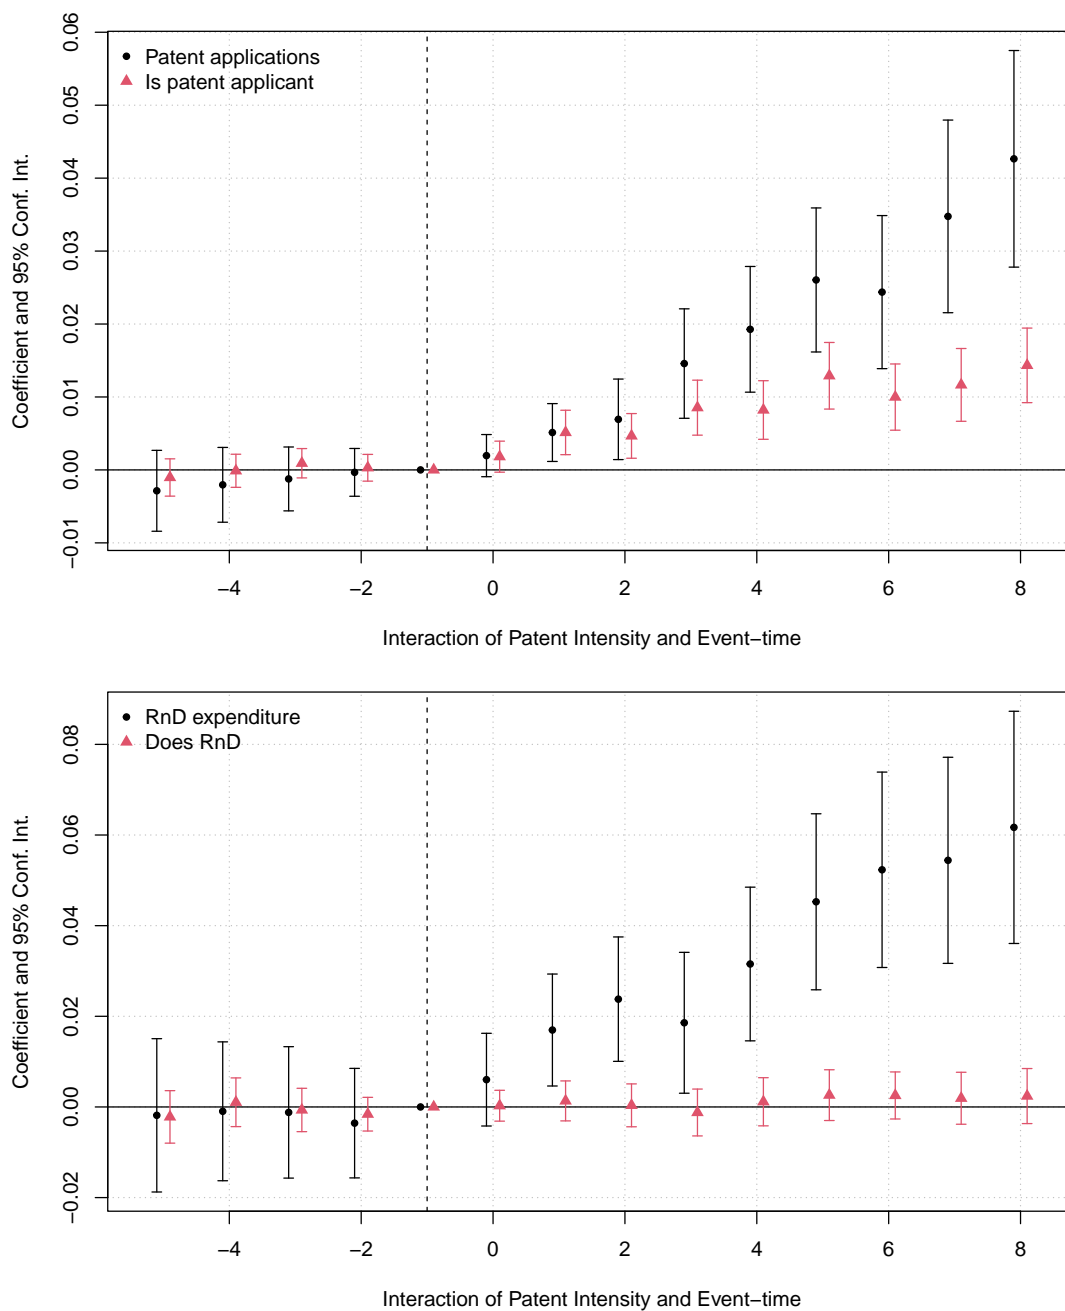 Patent applications
Is patent applicant
Coefficient and 95% Conf. Int.
0.06
0.05
0.04
0.03
0.02
0.01
0.00
−0.01
−4 −2 0 2 4 6 8
Interaction of Patent Intensity and Event−time
RnD expenditure
Does RnD
Coefficient and 95% Conf. Int.
0.08
0.06
0.04
0.02
0.00
−0.02
−4 −2 0 2 4 6 8
Interaction of Patent Intensity and Event−time